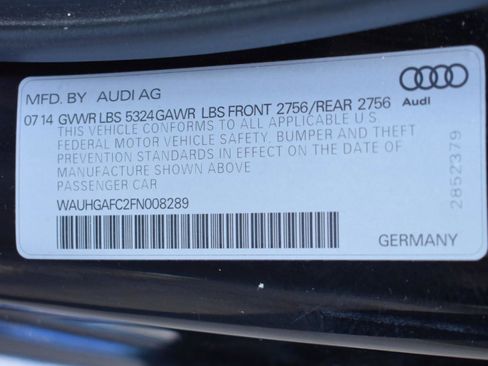 MFD. BY AUDI AG
Audi
07 14 GVWR LBS 5324 GAWR LBS FRONT 2756/REAR 2756
THIS VEHICLE CONFORMS TO ALL APPLICABLE U S
FEDERAL MOTOR VEHICLE SAFETY, BUMPER AND THEFT
PREVENTION STANDARDS IN EFFECT ON THE DATE OF
MANUFACTURE SHOWN ABOVE
PASSENGER CAR
WAUHGAFC2FN008289
GERMANY
2852379